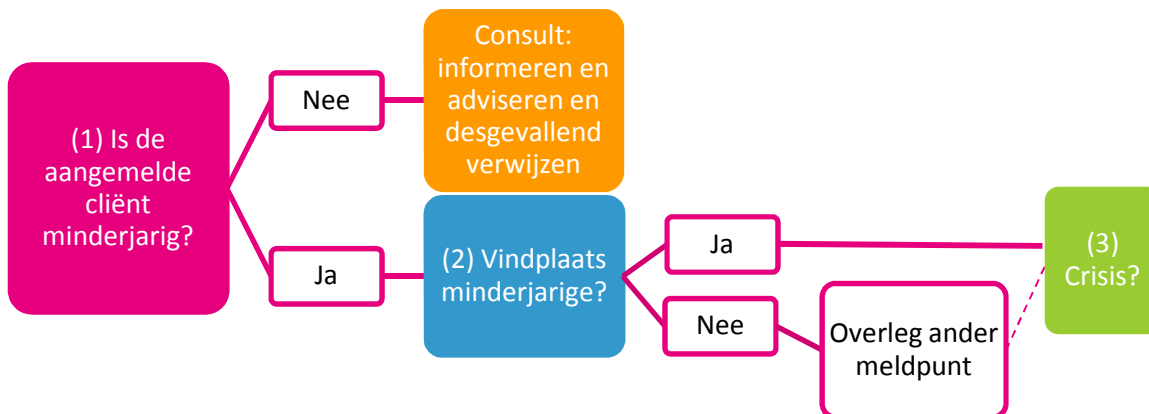 (1) Is de
aangemelde
cliënt
minderjarig?
Nee
Consult:
informeren en
adviseren en
desgevallend
verwijzen
Ja
(2) Vindplaats
minderjarige?
Ja
Nee
Overleg ander
meldpunt
(3)
Crisis?